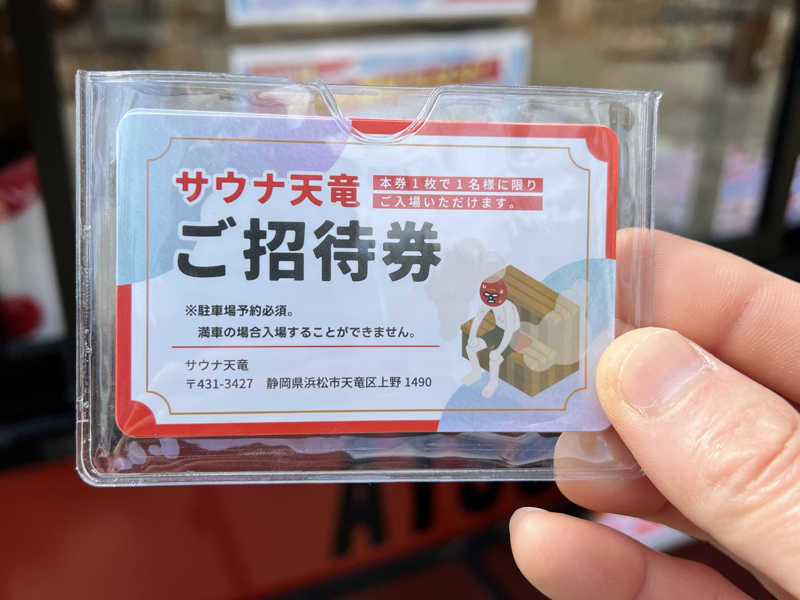 サウナ天竜
本券1枚で1名様に限り
ご入場いただけます。
ご招待券
※駐車場予約必須。
満車の場合入場することができません。
サウナ天竜
〒431-3427 静岡県浜松市天竜区上野 1490